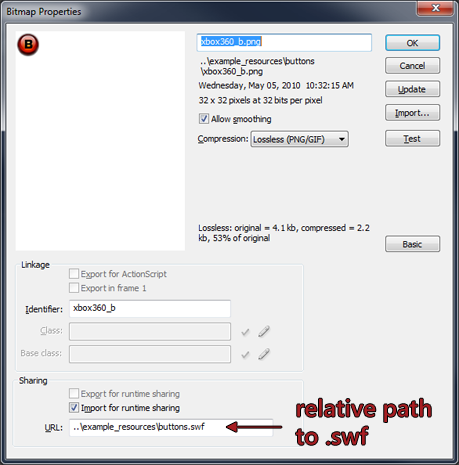 Bitmap Properties
B
xbox360_b.png
OK
..\example_resources\buttons
\xbox360_b.png
Cancel
Wednesday, May 05, 2010 10:32:15 AM
Update
32 x 32 pixels at 32 bits per pixel
Import...
Allow smoothing
Compression: Lossless (PNG/GIF)
Test
Lossless: original = 4.1 kb, compressed = 2.2
kb, 53% of original
Basic
Linkage
Export for ActionScript
Export in frame 1
Identifier: xbox360_b
Class:
Base class:
Sharing
Export for runtime sharing
Import for runtime sharing
URL: ..\example_resources\buttons.swf
relative path
to .swf